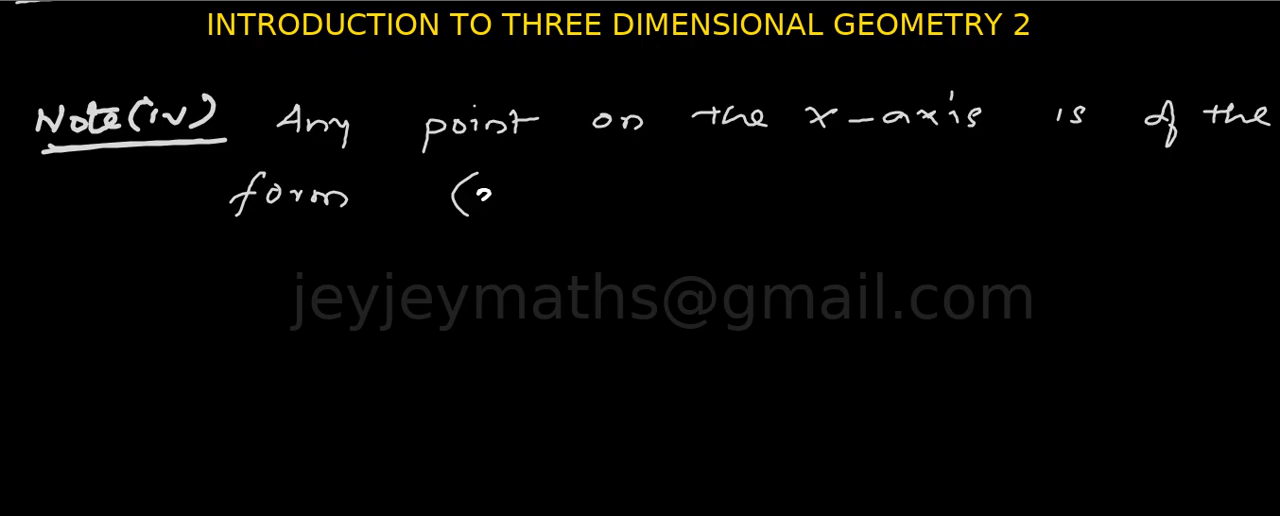 INTRODUCTION TO THREE DIMENSIONAL GEOMETRY 2
Note(iv) Any point on the x-axis is of the
form (
jeyjeymaths@gmail.com